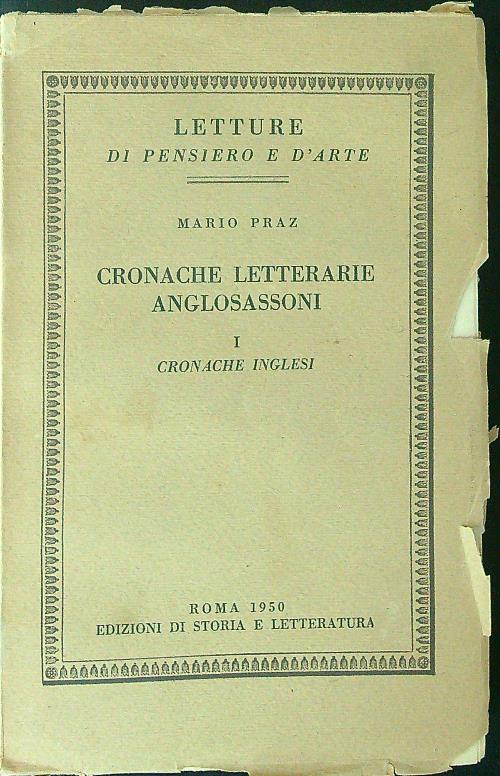 LETTURE
DI PENSIERO E D'ARTE
MARIO PRAZ
CRONACHE LETTERARIE
ANGLOSASSONI
I
CRONACHE INGLESI
ROMA 1950
EDIZIONI DI STORIA E LETTERATURA